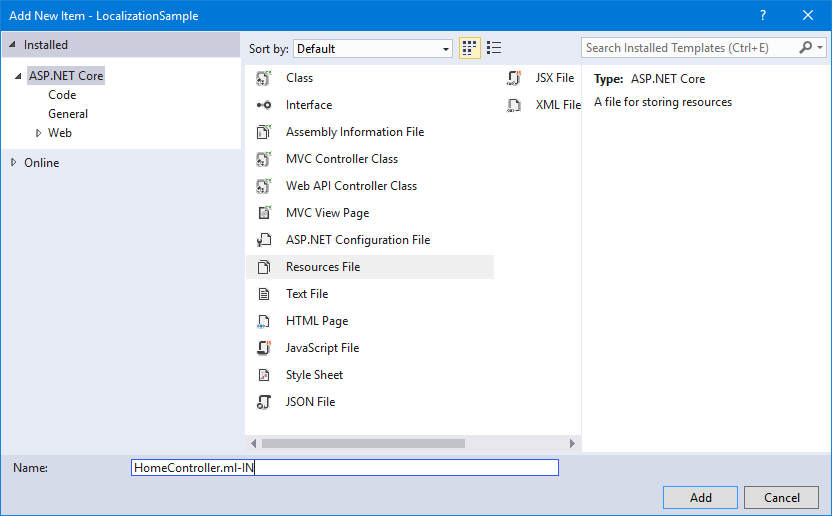 Add New Item - LocalizationSample
?
Installed
ASP.NET Core
Code
General
Web
Online
Sort by: Default
Search Installed Templates (Ctrl+E)
Class
Interface
Assembly Information File
MVC Controller Class
Web API Controller Class
MVC View Page
ASP.NET Configuration File
Resources File
Text File
HTML Page
JavaScript File
Style Sheet
JSON File
JSX File
XML File
Type: ASP.NET Core
A file for storing resources
Name: HomeController.ml-IN
Add Cancel